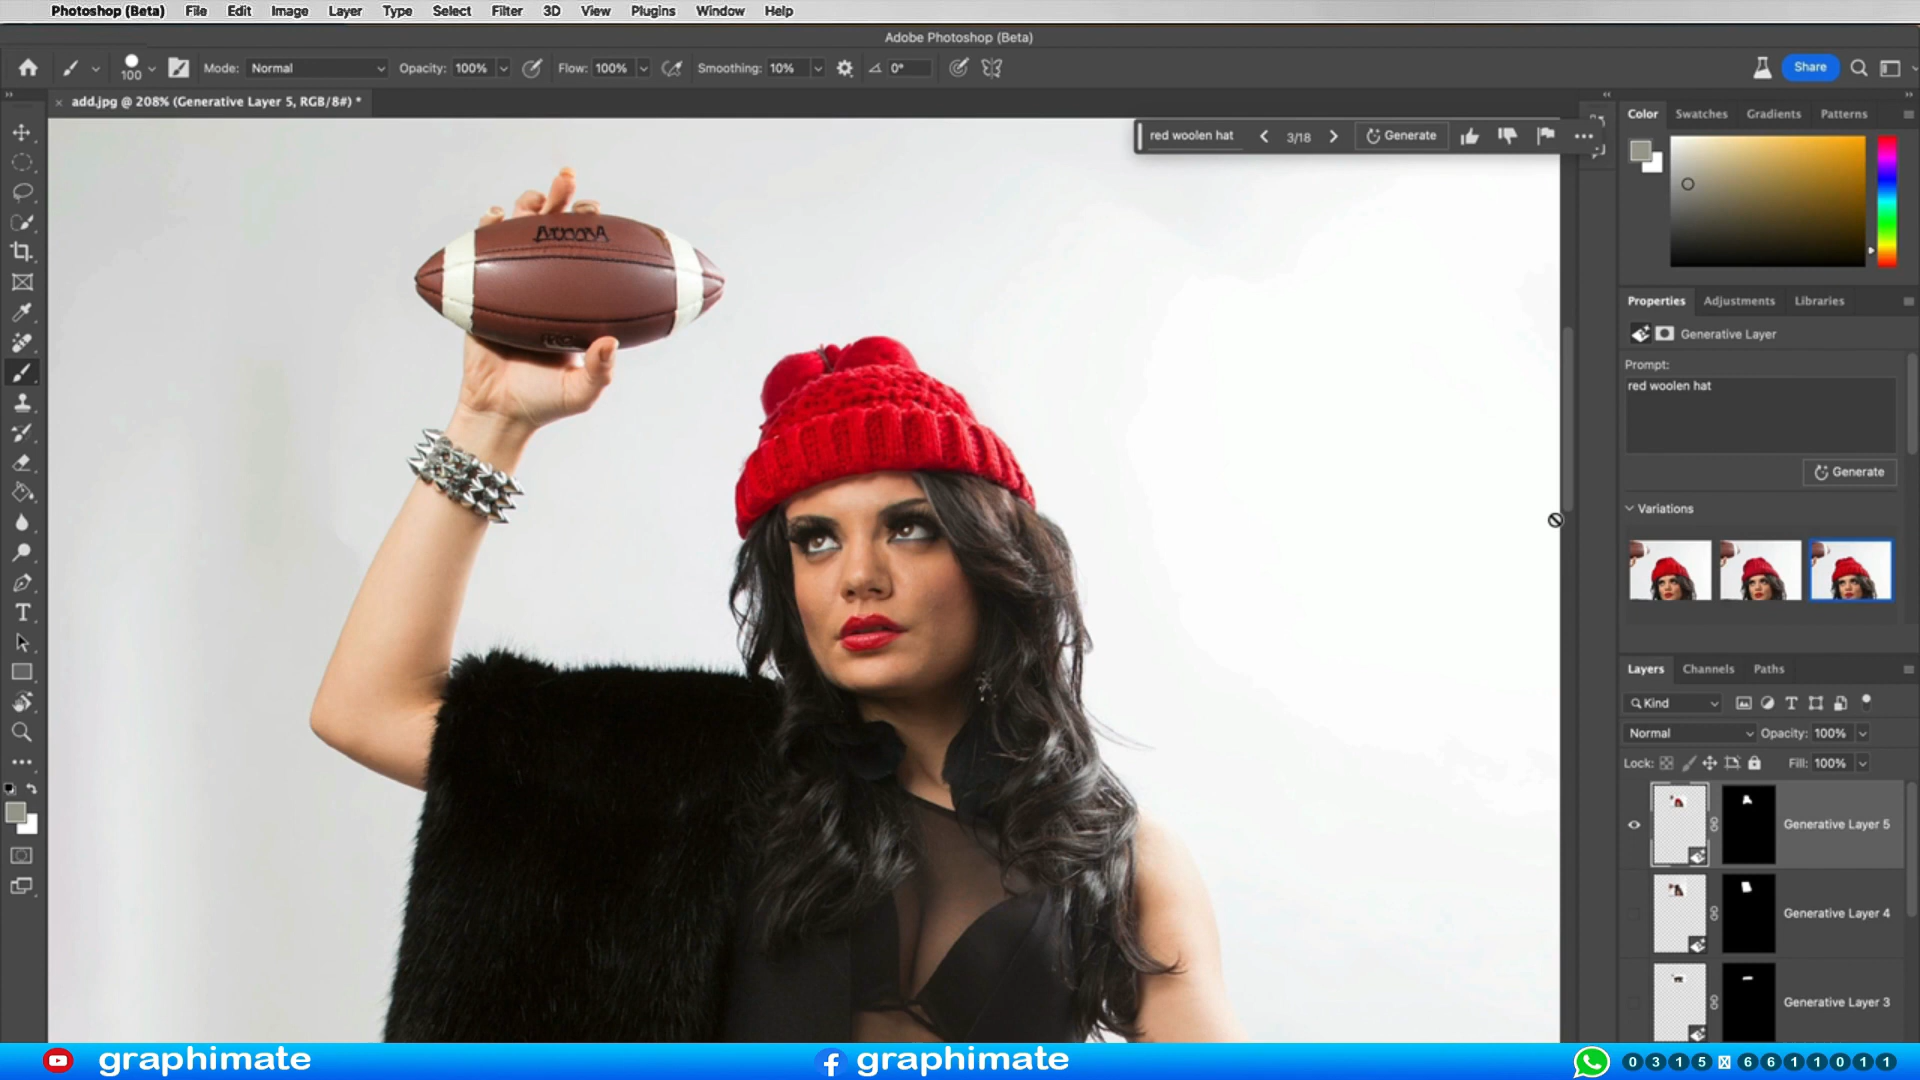 Photoshop (Beta) File Edit Image Layer Type Select Filter 3D View Plugins Window Help
Adobe Photoshop (Beta)
100 Mode: Normal Opacity: 100% Flow: 100% Smoothing: 10% 0° Share
add.jpg @ 208% (Generative Layer 5, RGB/8#) *
red woolen hat 3/18 Generate
Color Swatches Gradients Patterns
Properties Adjustments Libraries
Generative Layer
Prompt:
red woolen hat
Generate
Variations
Layers Channels Paths
Kind
Normal Opacity: 100%
Lock: Fill: 100%
Generative Layer 5
Generative Layer 4
Generative Layer 3
graphimate graphimate 0315 6611011